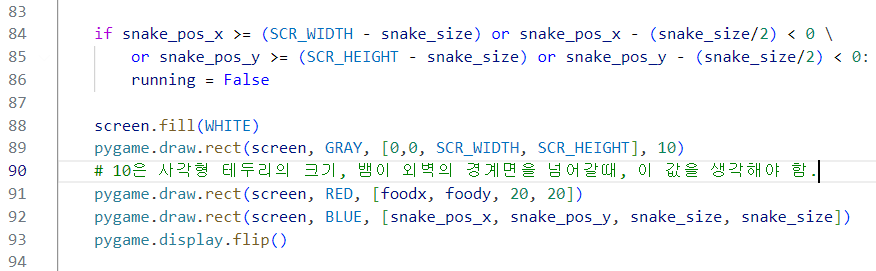 83
84 if snake_pos_x >= (SCR_WIDTH - snake_size) or snake_pos_x - (snake_size/2) < 0 \
85 or snake_pos_y >= (SCR_HEIGHT - snake_size) or snake_pos_y - (snake_size/2) < 0:
86 running = False
87
88 screen.fill(WHITE)
89 pygame.draw.rect(screen, GRAY, [0,0, SCR_WIDTH, SCR_HEIGHT], 10)
90 # 10은 사각형 테두리의 크기, 뱀이 외벽의 경계면을 넘어갈때, 이 값을 생각해야 함.
91 pygame.draw.rect(screen, RED, [foodx, foody, 20, 20])
92 pygame.draw.rect(screen, BLUE, [snake_pos_x, snake_pos_y, snake_size, snake_size])
93 pygame.display.flip()
94